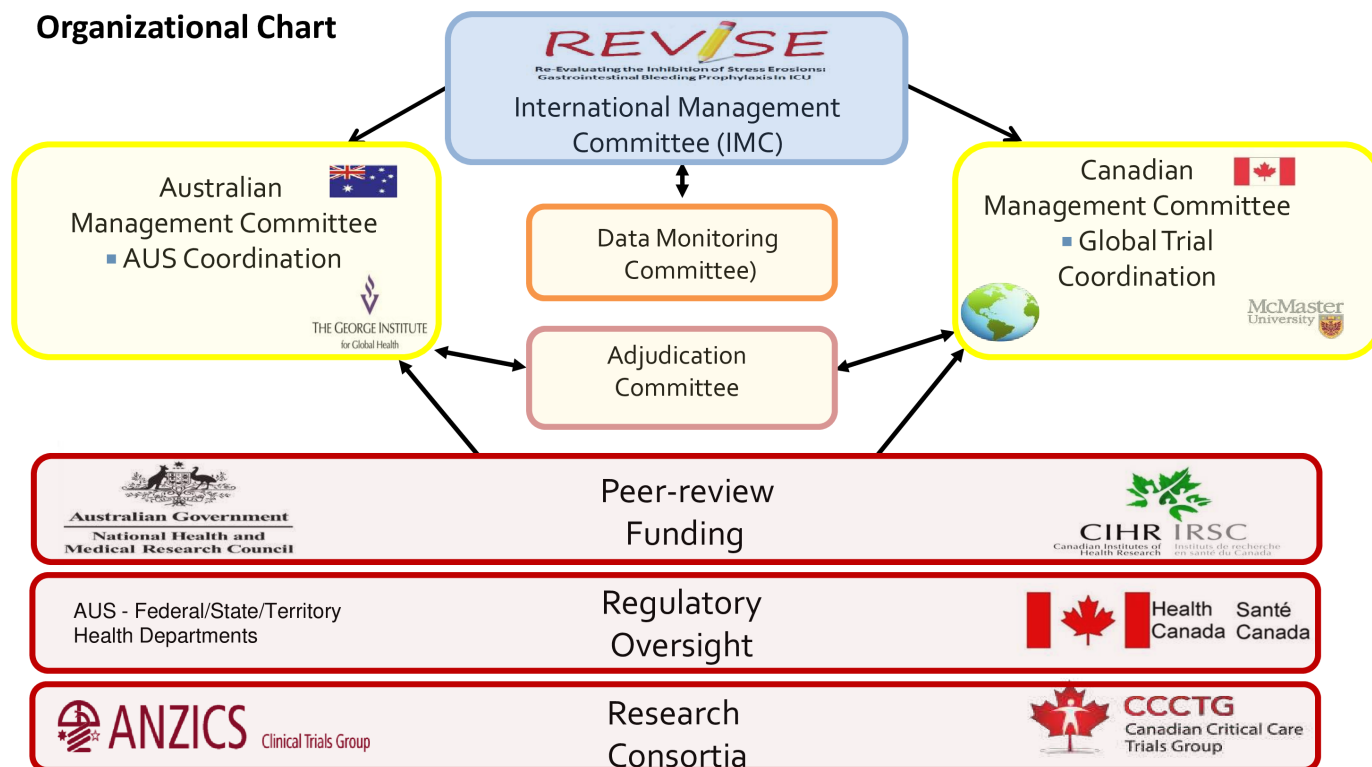 Organizational Chart
REVISE
Re-Evaluating the Inhibition of Stress Erosions:
Gastrointestinal Bleeding Prophylaxis in ICU
International Management
Committee (IMC)
Australian
Management Committee
▪ AUS Coordination
THE GEORGE INSTITUTE
for Global Health
Data Monitoring
Committee)
Canadian
Management Committee
▪ Global Trial
Coordination
McMaster
University
Adjudication
Committee
Australian Government
National Health and
Medical Research Council
Peer-review
Funding
CIHR IRSC
Canadian Institutes of Instituts de recherche
Health Research en santé du Canada
AUS - Federal/State/Territory
Health Departments
Regulatory
Oversight
Health Santé
Canada Canada
ANZICS Clinical Trials Group
Research
Consortia
CCCTG
Canadian Critical Care
Trials Group